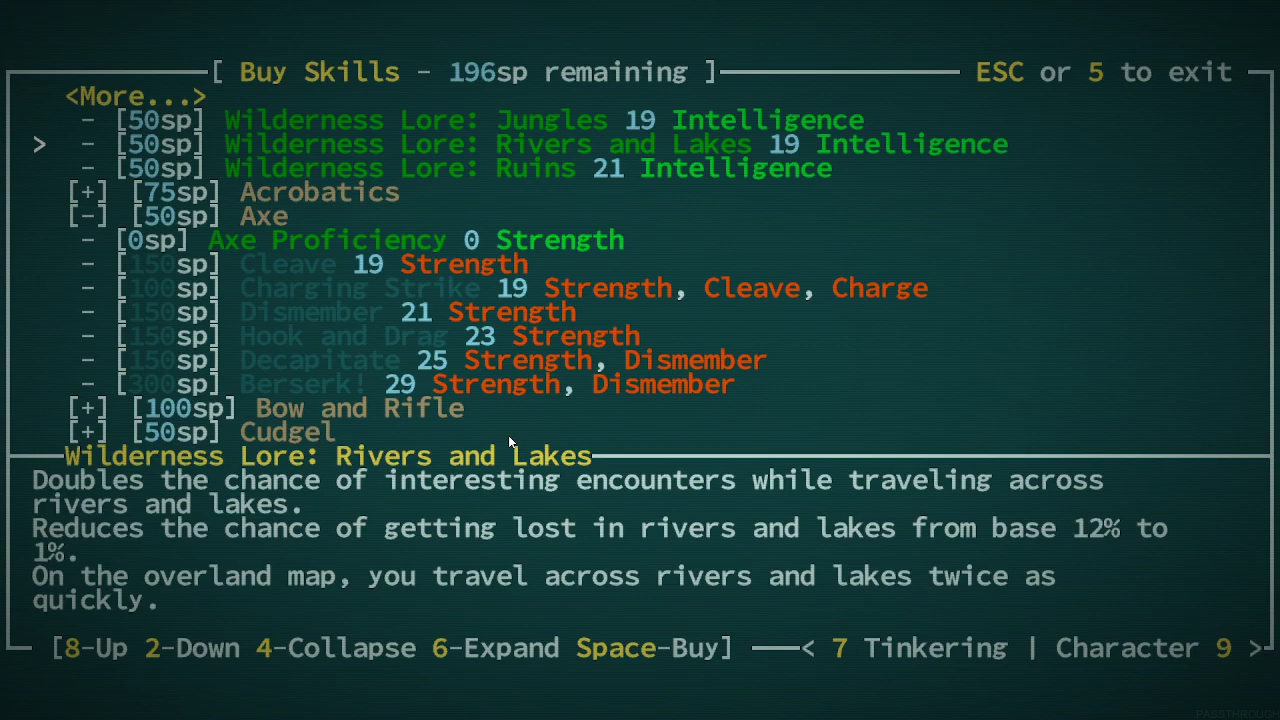 [ Buy Skills - 196sp remaining ] ESC or 5 to exit
<More...>
- [50sp] Wilderness Lore: Jungles 19 Intelligence
> - [50sp] Wilderness Lore: Rivers and Lakes 19 Intelligence
- [50sp] Wilderness Lore: Ruins 21 Intelligence
[+] [75sp] Acrobatics
[-] [50sp] Axe
- [0sp] Axe Proficiency 0 Strength
- [150sp] Cleave 19 Strength
- [100sp] Charging Strike 19 Strength, Cleave, Charge
- [150sp] Dismember 21 Strength
- [150sp] Hook and Drag 23 Strength
- [150sp] Decapitate 25 Strength, Dismember
- [300sp] Berserk! 29 Strength, Dismember
[+] [100sp] Bow and Rifle
[+] [50sp] Cudgel
Wilderness Lore: Rivers and Lakes
Doubles the chance of interesting encounters while traveling across
rivers and lakes.
Reduces the chance of getting lost in rivers and lakes from base 12% to
1%.
On the overland map, you travel across rivers and lakes twice as
quickly.
[8-Up 2-Down 4-Collapse 6-Expand Space-Buy] < 7 Tinkering | Character 9 >
PASSTHROUGH